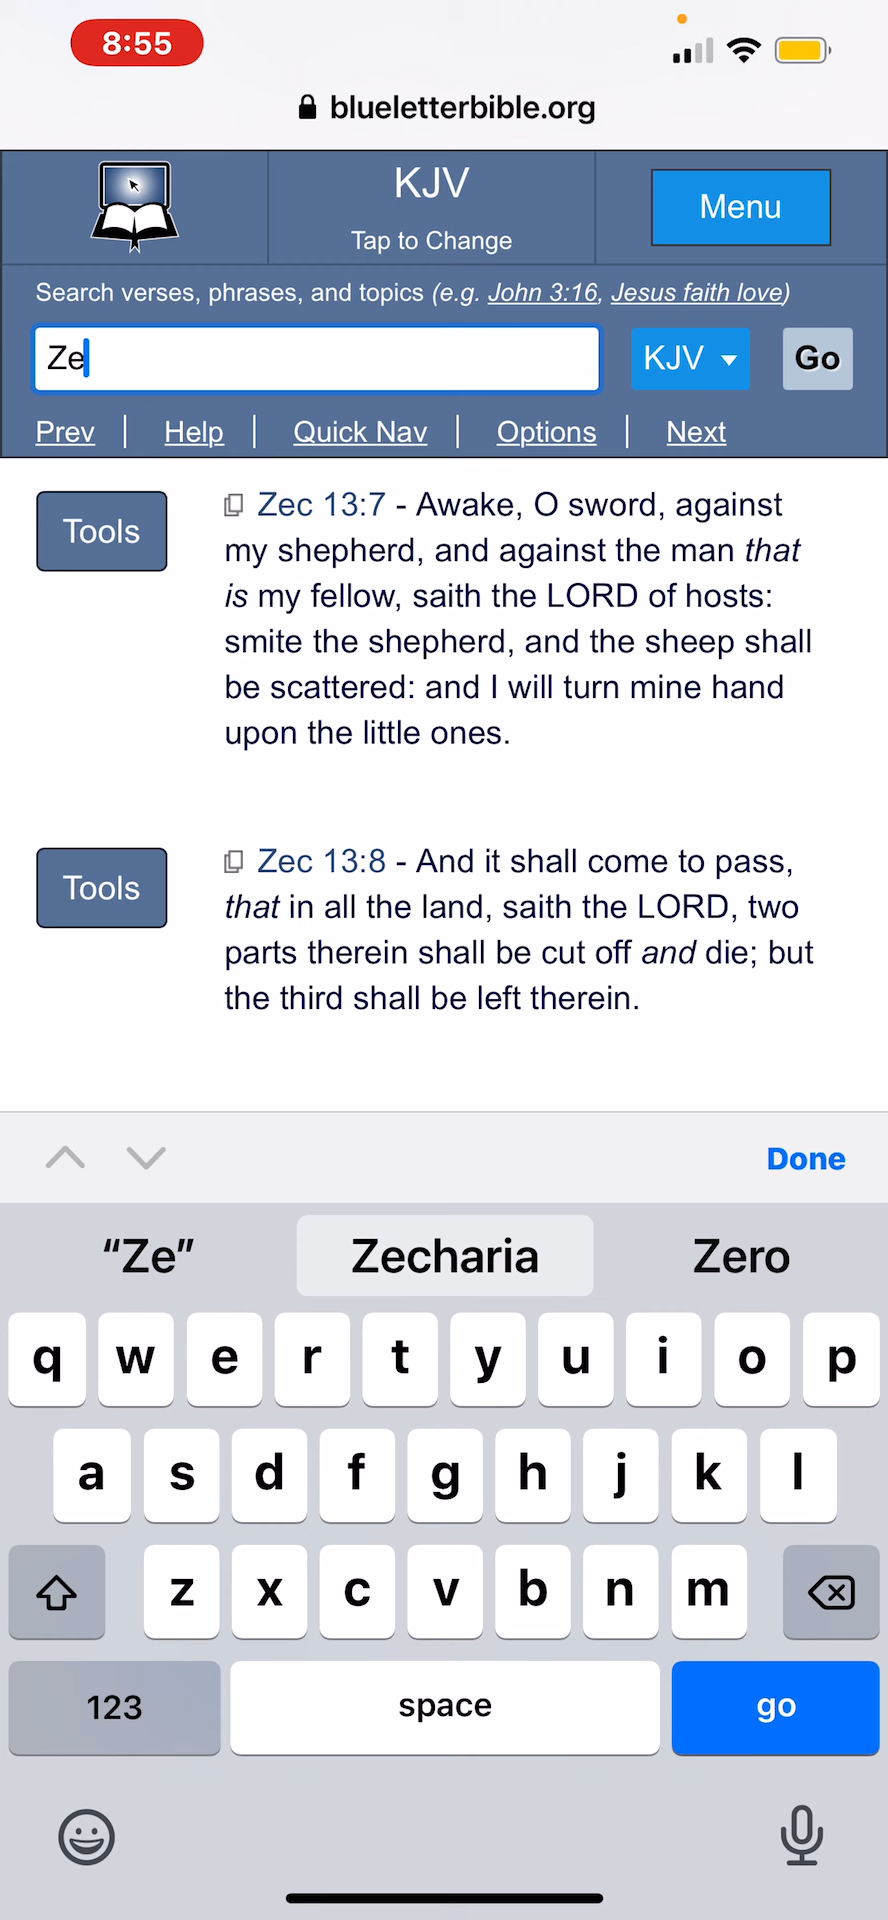 8:55
blueletterbible.org
KJV
Tap to Change
Menu
Search verses, phrases, and topics (e.g. John 3:16, Jesus faith love)
Ze
KJV
Go
Prev | Help | Quick Nav | Options | Next
Tools
Zec 13:7 - Awake, O sword, against
my shepherd, and against the man that
is my fellow, saith the LORD of hosts:
smite the shepherd, and the sheep shall
be scattered: and I will turn mine hand
upon the little ones.
Tools
Zec 13:8 - And it shall come to pass,
that in all the land, saith the LORD, two
parts therein shall be cut off and die; but
the third shall be left therein.
Done
“Ze” Zecharia Zero
q w e r t y u i o p
a s d f g h j k l
z x c v b n m
123 space go